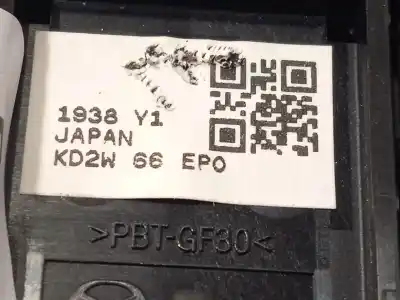 1938 Y1
JAPAN
KD2W 66 EP0
>PBT-GF30<